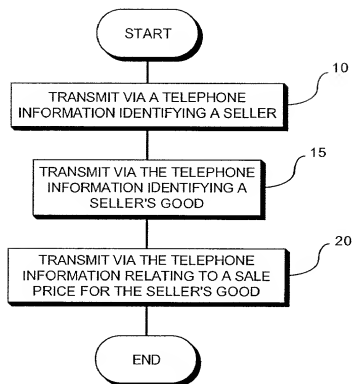 START
10
TRANSMIT VIA A TELEPHONE
INFORMATION IDENTIFYING A SELLER
15
TRANSMIT VIA THE TELEPHONE
INFORMATION IDENTIFYING A
SELLER'S GOOD
20
TRANSMIT VIA THE TELEPHONE
INFORMATION RELATING TO A SALE
PRICE FOR THE SELLER'S GOOD
END